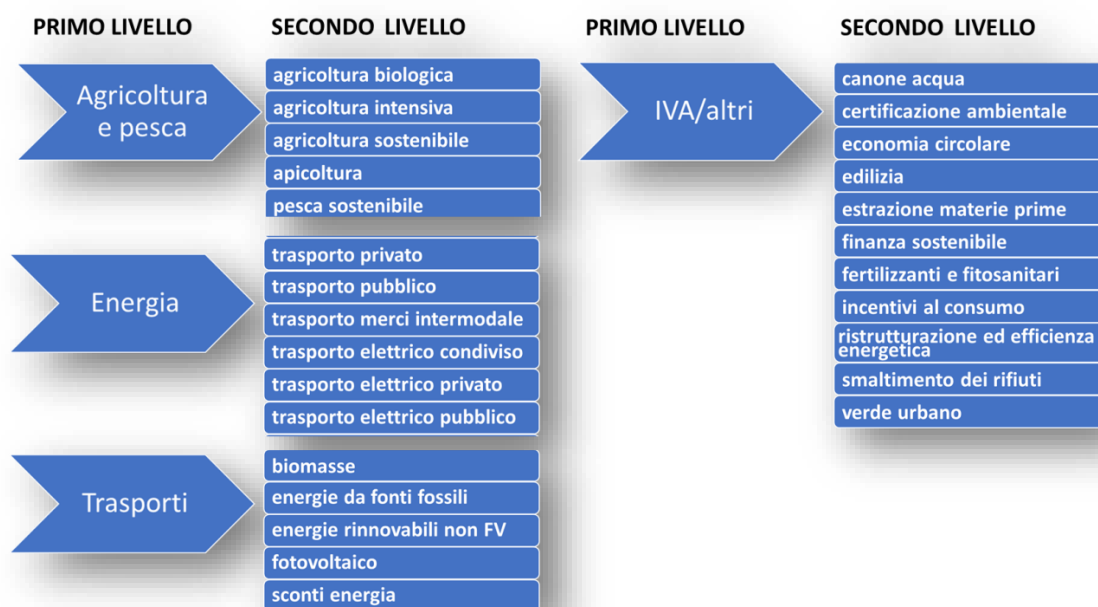 PRIMO LIVELLO
SECONDO LIVELLO
Agricoltura
e pesca
agricoltura biologica
agricoltura intensiva
agricoltura sostenibile
apicoltura
pesca sostenibile
Energia
trasporto privato
trasporto pubblico
trasporto merci intermodale
trasporto elettrico condiviso
trasporto elettrico privato
trasporto elettrico pubblico
Trasporti
biomasse
energie da fonti fossili
energie rinnovabili non FV
fotovoltaico
sconti energia
PRIMO LIVELLO
SECONDO LIVELLO
IVA/altri
canone acqua
certificazione ambientale
economia circolare
edilizia
estrazione materie prime
finanza sostenibile
fertilizzanti e fitosanitari
incentivi al consumo
ristrutturazione ed efficienza
energetica
smaltimento dei rifiuti
verde urbano